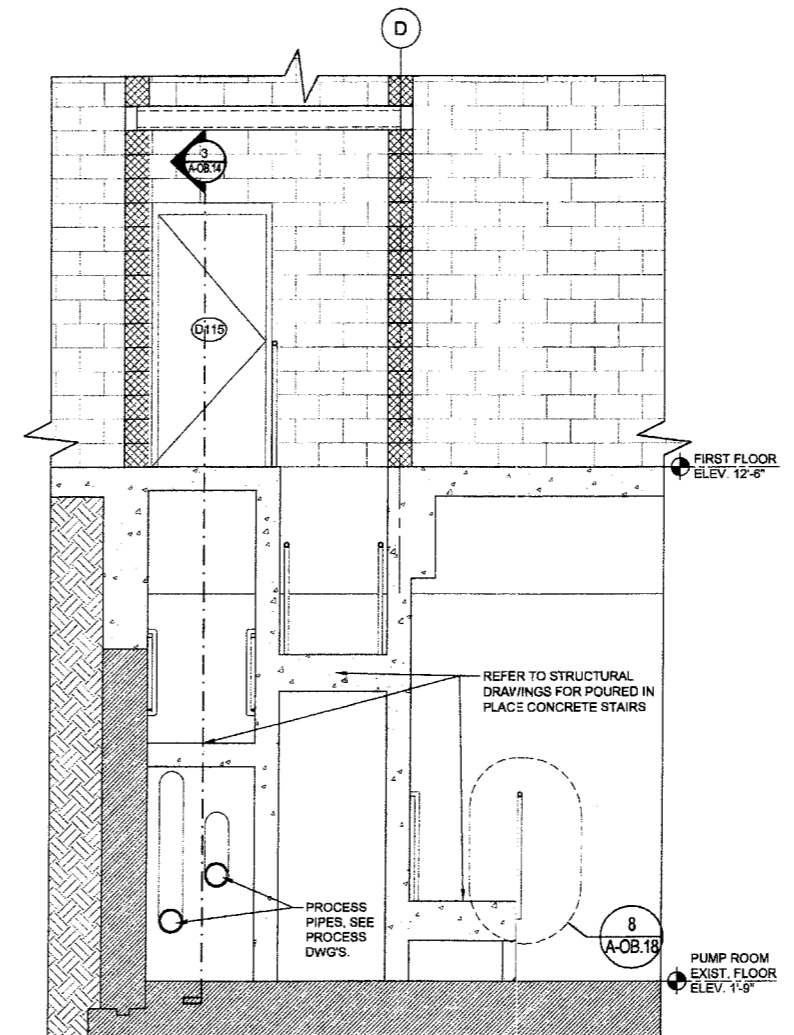 D
3
A-OB.14
D115
FIRST FLOOR
ELEV. 12'-6"
REFER TO STRUCTURAL
DRAWINGS FOR POURED IN
PLACE CONCRETE STAIRS
PROCESS
PIPES, SEE
PROCESS
DWG'S.
8
A-OB.18
PUMP ROOM
EXIST. FLOOR
ELEV. 1'-9"